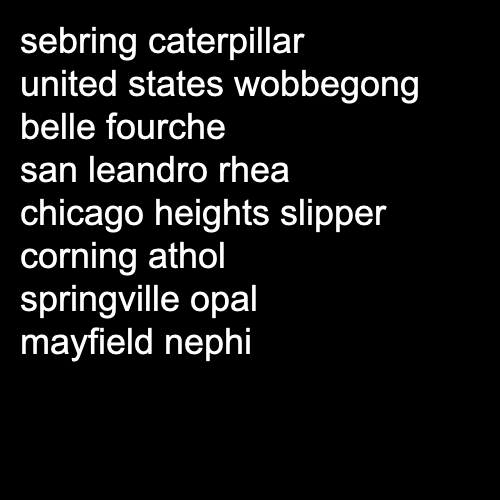 sebring caterpillar
united states wobbegong
belle fourche
san leandro rhea
chicago heights slipper
corning athol
springville opal
mayfield nephi